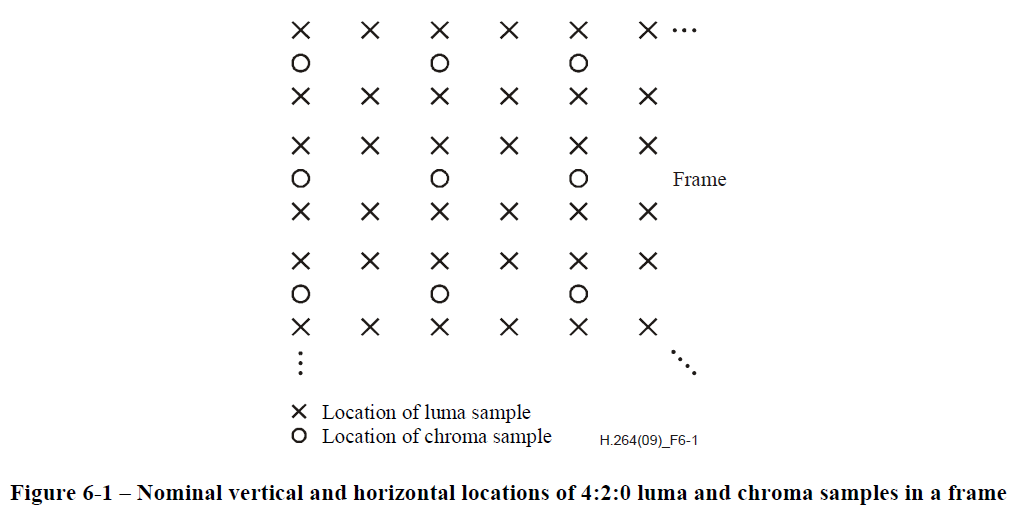 Frame
Location of luma sample
Location of chroma sample
H.264(09)_F6-1
Figure 6-1 – Nominal vertical and horizontal locations of 4:2:0 luma and chroma samples in a frame